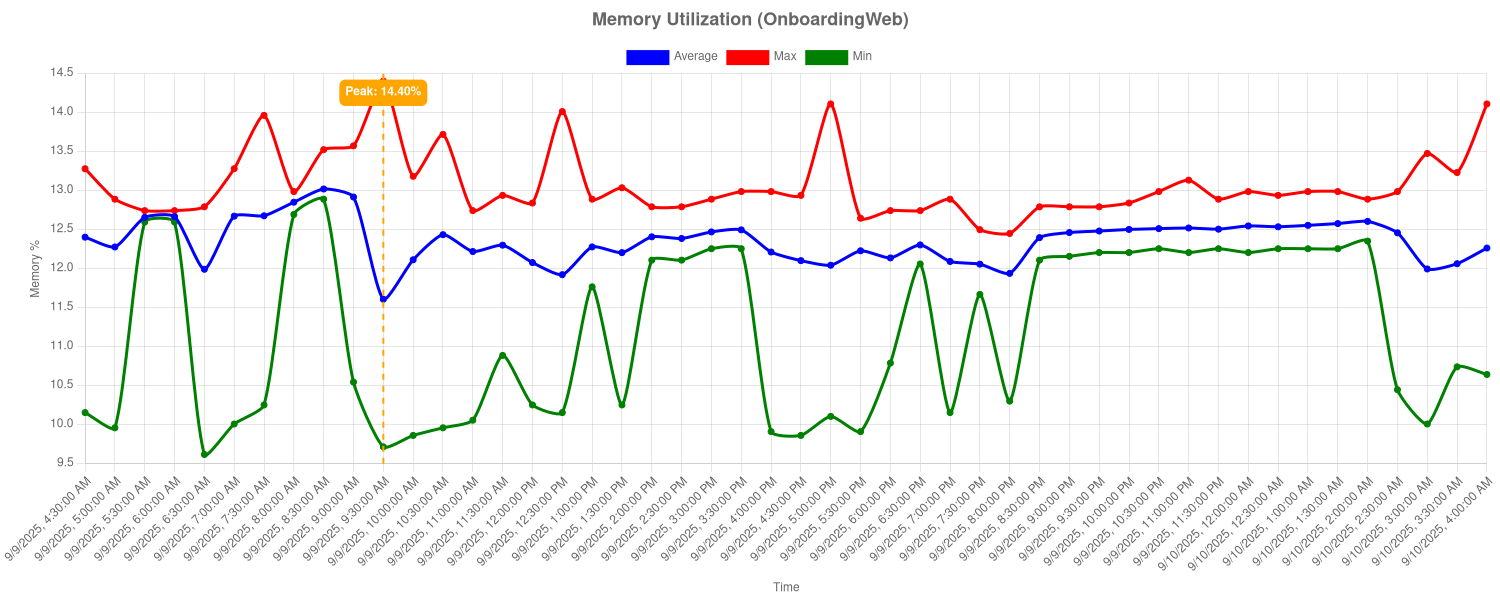 Memory Utilization (OnboardingWeb)
Average Max Min
Peak: 14.40%
Memory %
14.5
14.0
13.5
13.0
12.5
12.0
11.5
11.0
10.5
10.0
9.5
9/9/2025, 4:30:00 AM
9/9/2025, 5:00:00 AM
9/9/2025, 5:30:00 AM
9/9/2025, 6:00:00 AM
9/9/2025, 6:30:00 AM
9/9/2025, 7:00:00 AM
9/9/2025, 7:30:00 AM
9/9/2025, 8:00:00 AM
9/9/2025, 8:30:00 AM
9/9/2025, 9:00:00 AM
9/9/2025, 9:30:00 AM
9/9/2025, 10:00:00 AM
9/9/2025, 10:30:00 AM
9/9/2025, 11:00:00 AM
9/9/2025, 11:30:00 AM
9/9/2025, 12:00:00 PM
9/9/2025, 12:30:00 PM
9/9/2025, 1:00:00 PM
9/9/2025, 1:30:00 PM
9/9/2025, 2:00:00 PM
9/9/2025, 2:30:00 PM
9/9/2025, 3:00:00 PM
9/9/2025, 3:30:00 PM
9/9/2025, 4:00:00 PM
9/9/2025, 4:30:00 PM
9/9/2025, 5:00:00 PM
9/9/2025, 5:30:00 PM
9/9/2025, 6:00:00 PM
9/9/2025, 6:30:00 PM
9/9/2025, 7:00:00 PM
9/9/2025, 7:30:00 PM
9/9/2025, 8:00:00 PM
9/9/2025, 8:30:00 PM
9/9/2025, 9:00:00 PM
9/9/2025, 9:30:00 PM
9/9/2025, 10:00:00 PM
9/9/2025, 10:30:00 PM
9/9/2025, 11:00:00 PM
9/9/2025, 11:30:00 PM
9/10/2025, 12:00:00 AM
9/10/2025, 12:30:00 AM
9/10/2025, 1:00:00 AM
9/10/2025, 1:30:00 AM
9/10/2025, 2:00:00 AM
9/10/2025, 2:30:00 AM
9/10/2025, 3:00:00 AM
9/10/2025, 3:30:00 AM
9/10/2025, 4:00:00 AM
Time